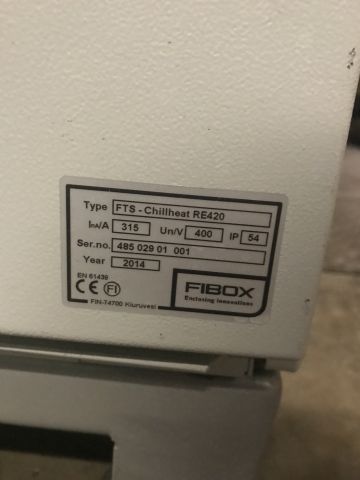 Type FTS - Chillheat RE420
InA/A 315 Un/V 400 IP 54
Ser.no. 485 029 01 001
Year 2014
EN 61439
CE FI
FIBOX
Enclosing innovations
FIN-74700 Kiuruvesi